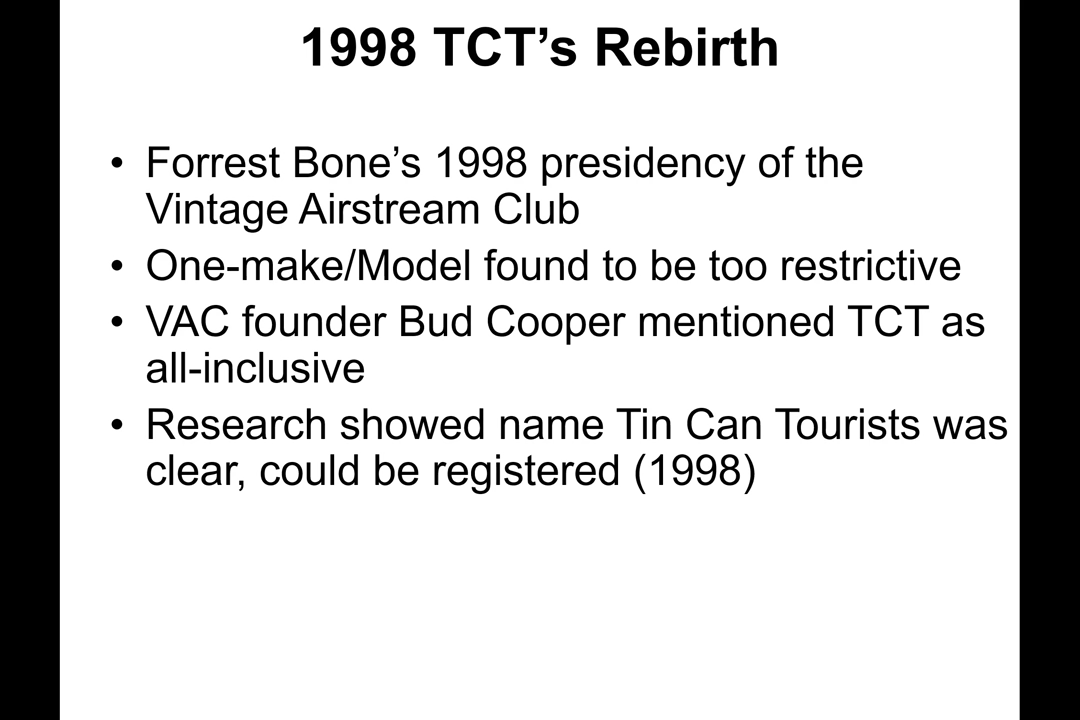 1998 TCT’s Rebirth
• Forrest Bone’s 1998 presidency of the
Vintage Airstream Club
• One-make/Model found to be too restrictive
• VAC founder Bud Cooper mentioned TCT as
all-inclusive
• Research showed name Tin Can Tourists was
clear, could be registered (1998)